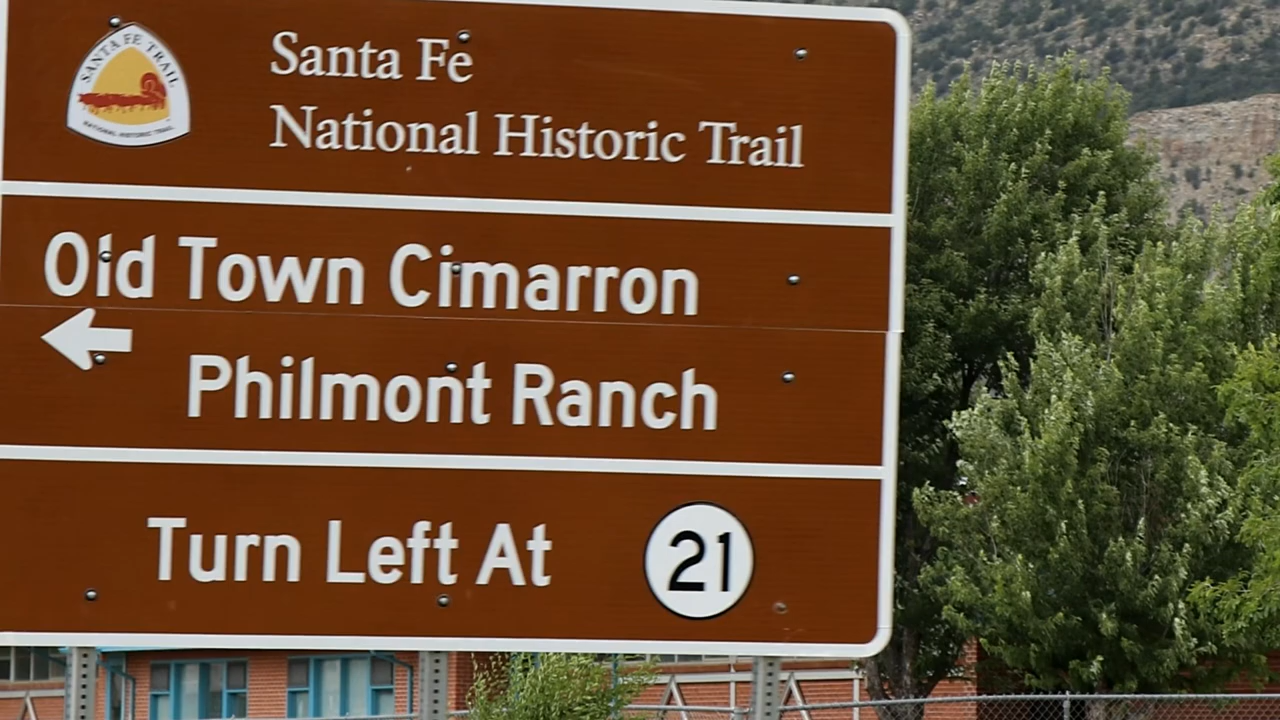 SANTA FE TRAIL
NATIONAL HISTORIC TRAIL
Santa Fe
National Historic Trail
Old Town Cimarron
Philmont Ranch
Turn Left At 21